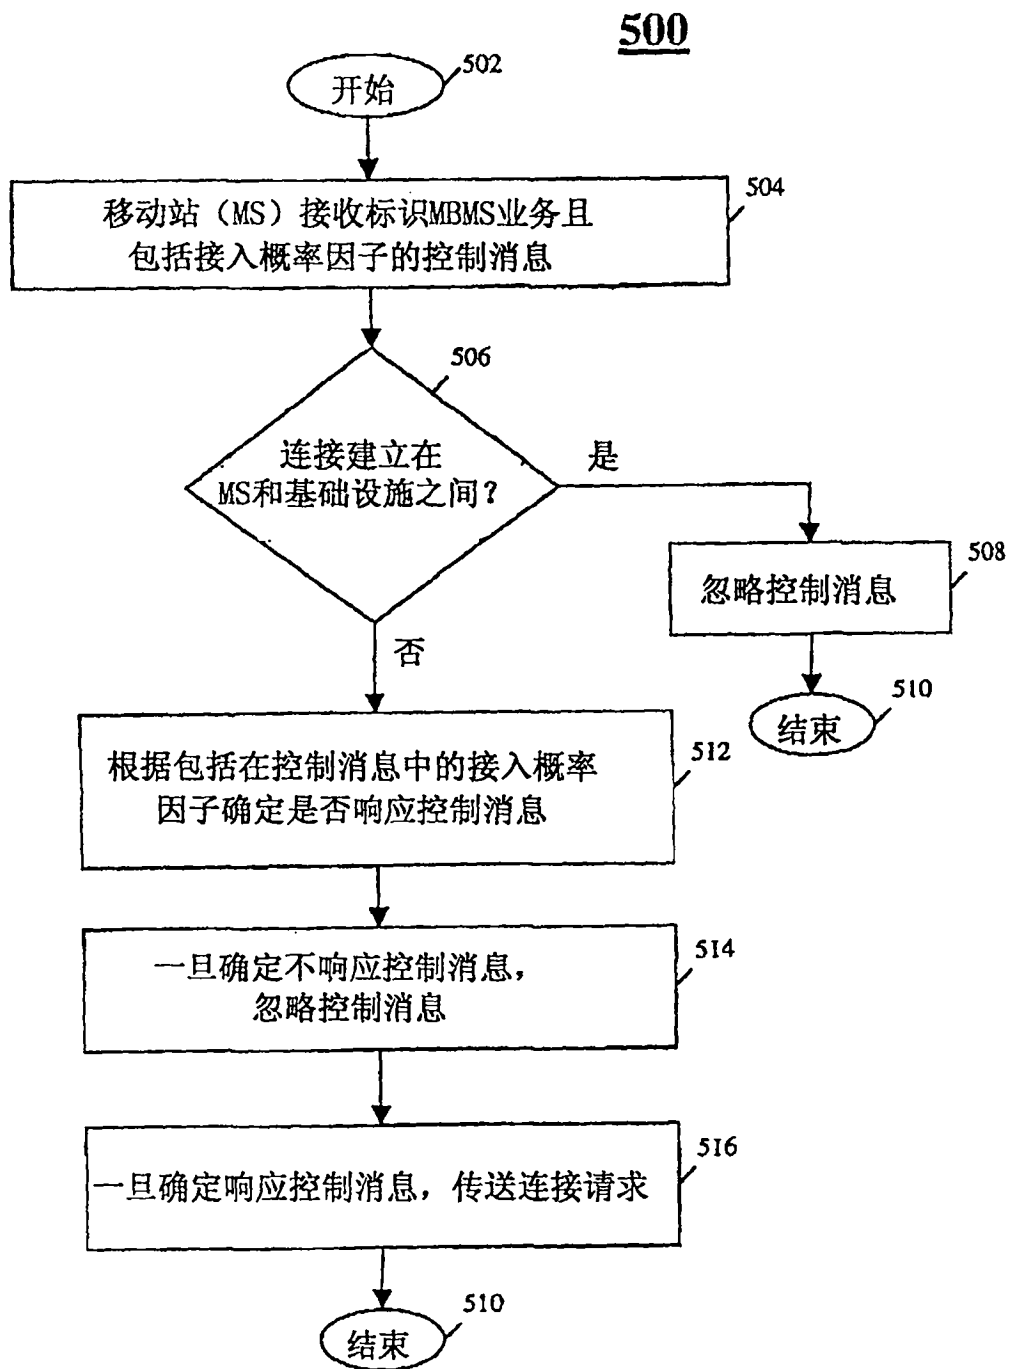 500
开始
502
移动站（MS）接收标识MBMS业务且
包括接入概率因子的控制消息
504
506
连接建立在
MS和基础设施之间？
是
忽略控制消息
508
否
结束
510
根据包括在控制消息中的接入概率
因子确定是否响应控制消息
512
一旦确定不响应控制消息，
忽略控制消息
514
一旦确定响应控制消息，传送连接请求
516
结束
510